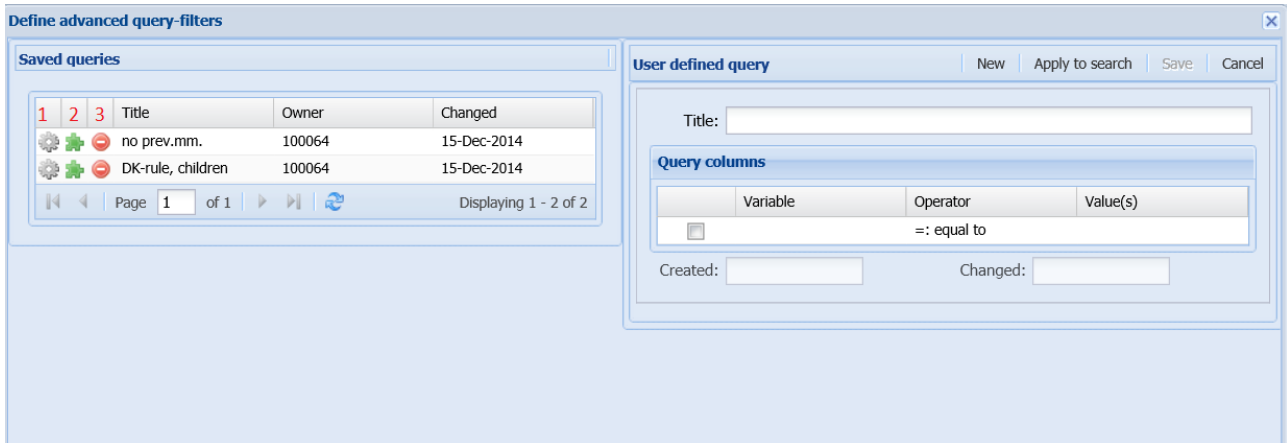 Define advanced query-filters
Saved queries
1 2 3 Title Owner Changed
no prev.mm. 100064 15-Dec-2014
DK-rule, children 100064 15-Dec-2014
Page 1 of 1 Displaying 1 - 2 of 2
User defined query New Apply to search Save Cancel
Title:
Query columns
Variable Operator Value(s)
=: equal to
Created: Changed: